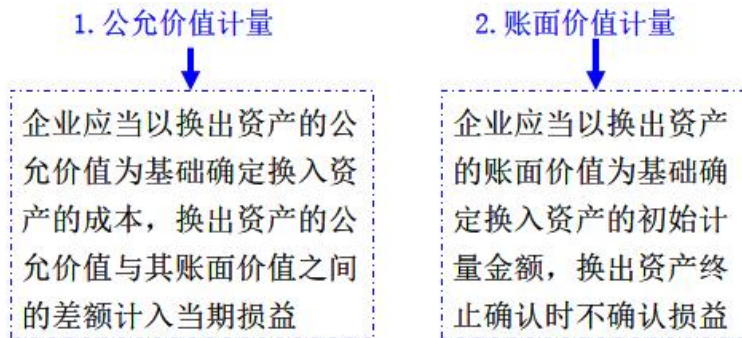 1.公允价值计量
企业应当以换出资产的公
允价值为基础确定换入资
产的成本，换出资产的公
允价值与其账面价值之间
的差额计入当期损益
2.账面价值计量
企业应当以换出资产
的账面价值为基础确
定换入资产的初始计
量金额，换出资产终
止确认时不确认损益